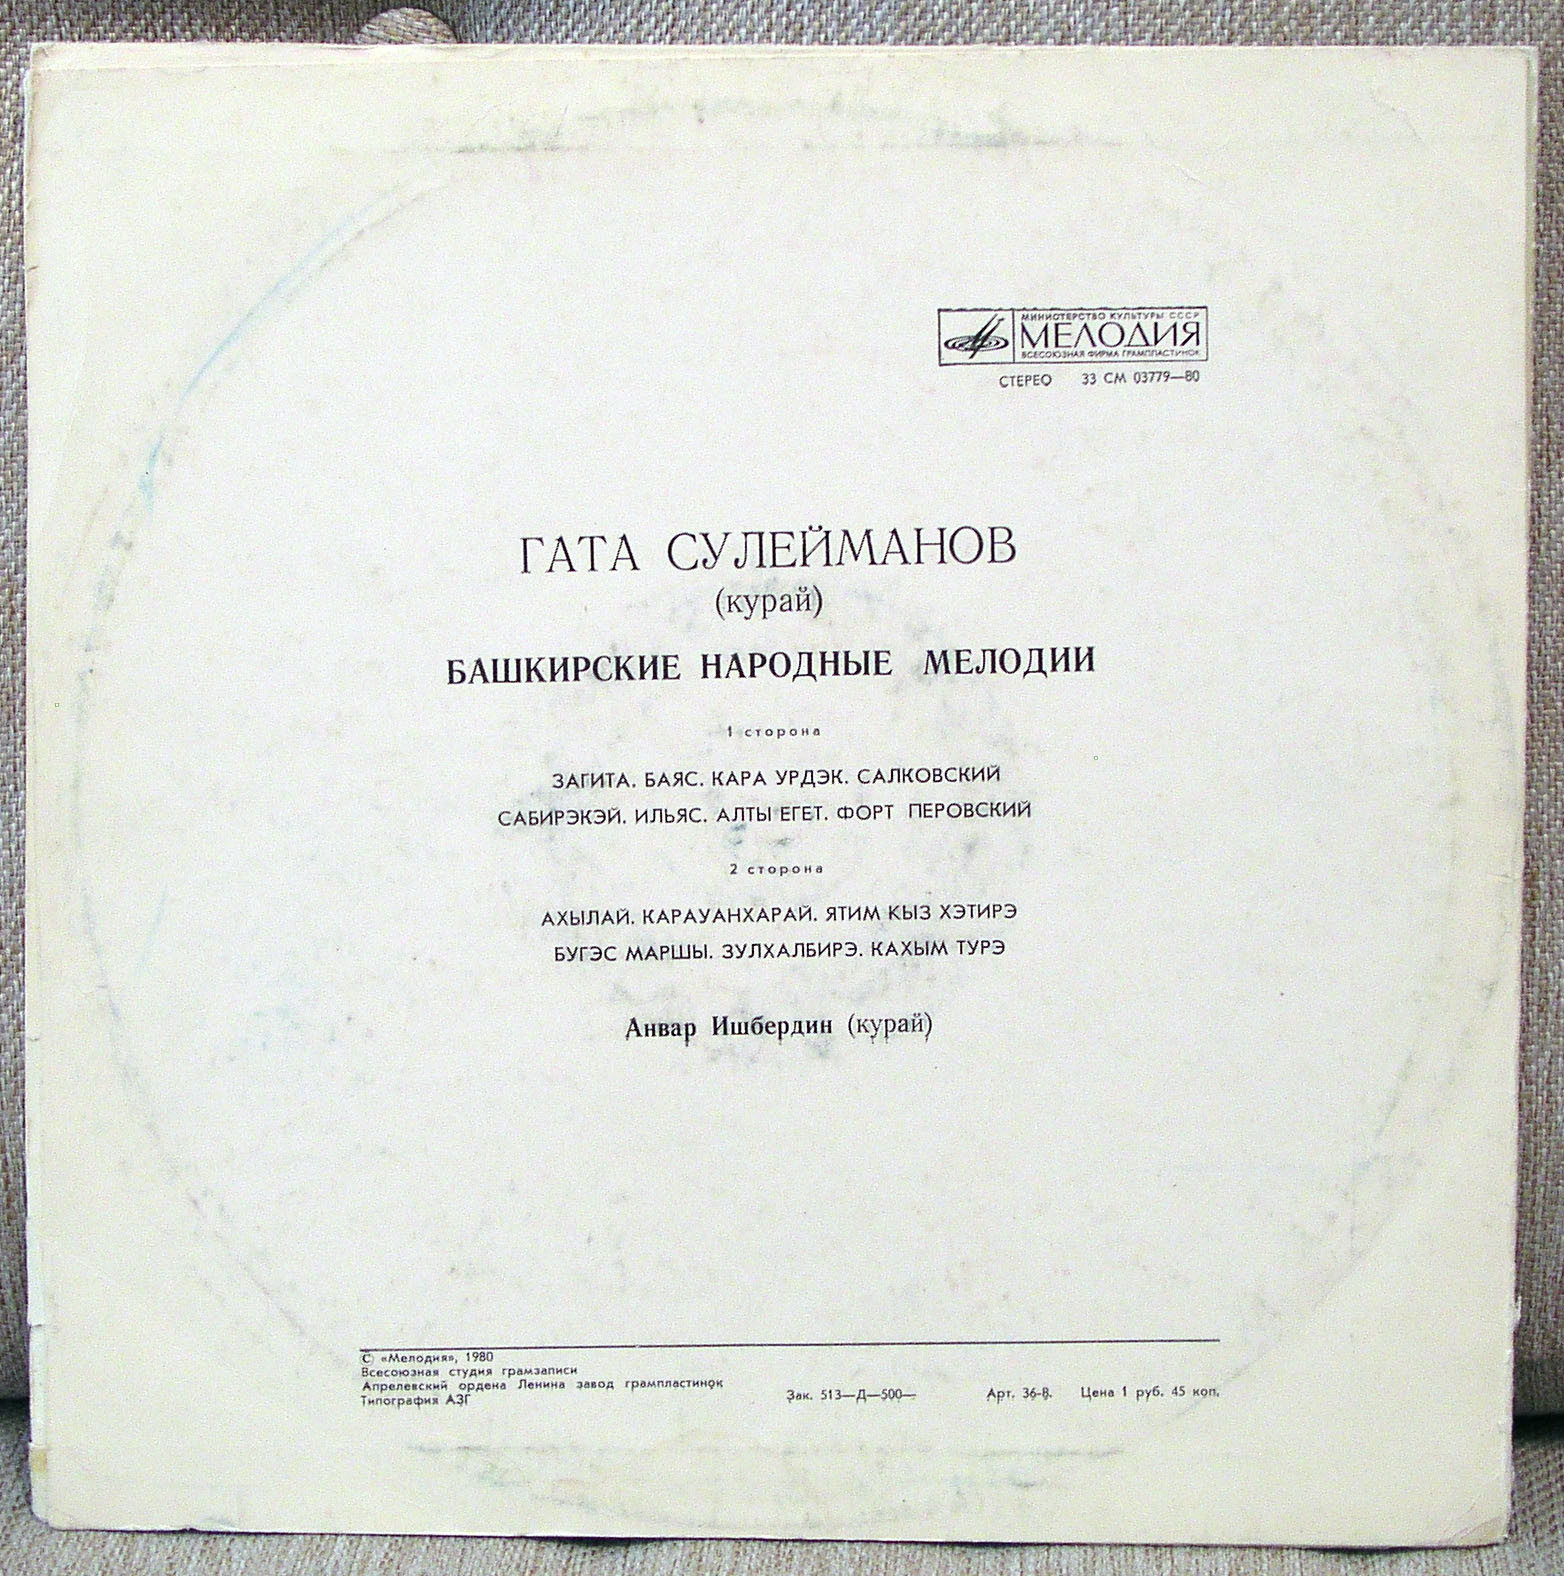 МИНИСТЕРСТВО КУЛЬТУРЫ СССР
МЕЛОДИЯ
ВСЕСОЮЗНАЯ ФИРМА ГРАМПЛАСТИНОК
СТЕРЕО 33 СМ 03779—80
ГАТА СУЛЕЙМАНОВ
(курай)
БАШКИРСКИЕ НАРОДНЫЕ МЕЛОДИИ
1 сторона
ЗАГИТА. БАЯС. КАРА УРДЭК. САЛКОВСКИЙ
САБИРЭКЭЙ. ИЛЬЯС. АЛТЫ ЕГЕТ. ФОРТ ПЕРОВСКИЙ
2 сторона
АХЫЛАЙ. КАРАУАНХАРАЙ. ЯТИМ КЫЗ ХЭТИРЭ
БУГЭС МАРШЫ. ЗУЛХАЛБИРЭ. КАХЫМ ТУРЭ
Анвар Ишбердин (курай)
© «Мелодия», 1980
Всесоюзная студия грамзаписи
Апрелевский ордена Ленина завод грампластинок
Типография АЗГ
Зак. 513—Д—500— Арт. 36-8. Цена 1 руб. 45 коп.